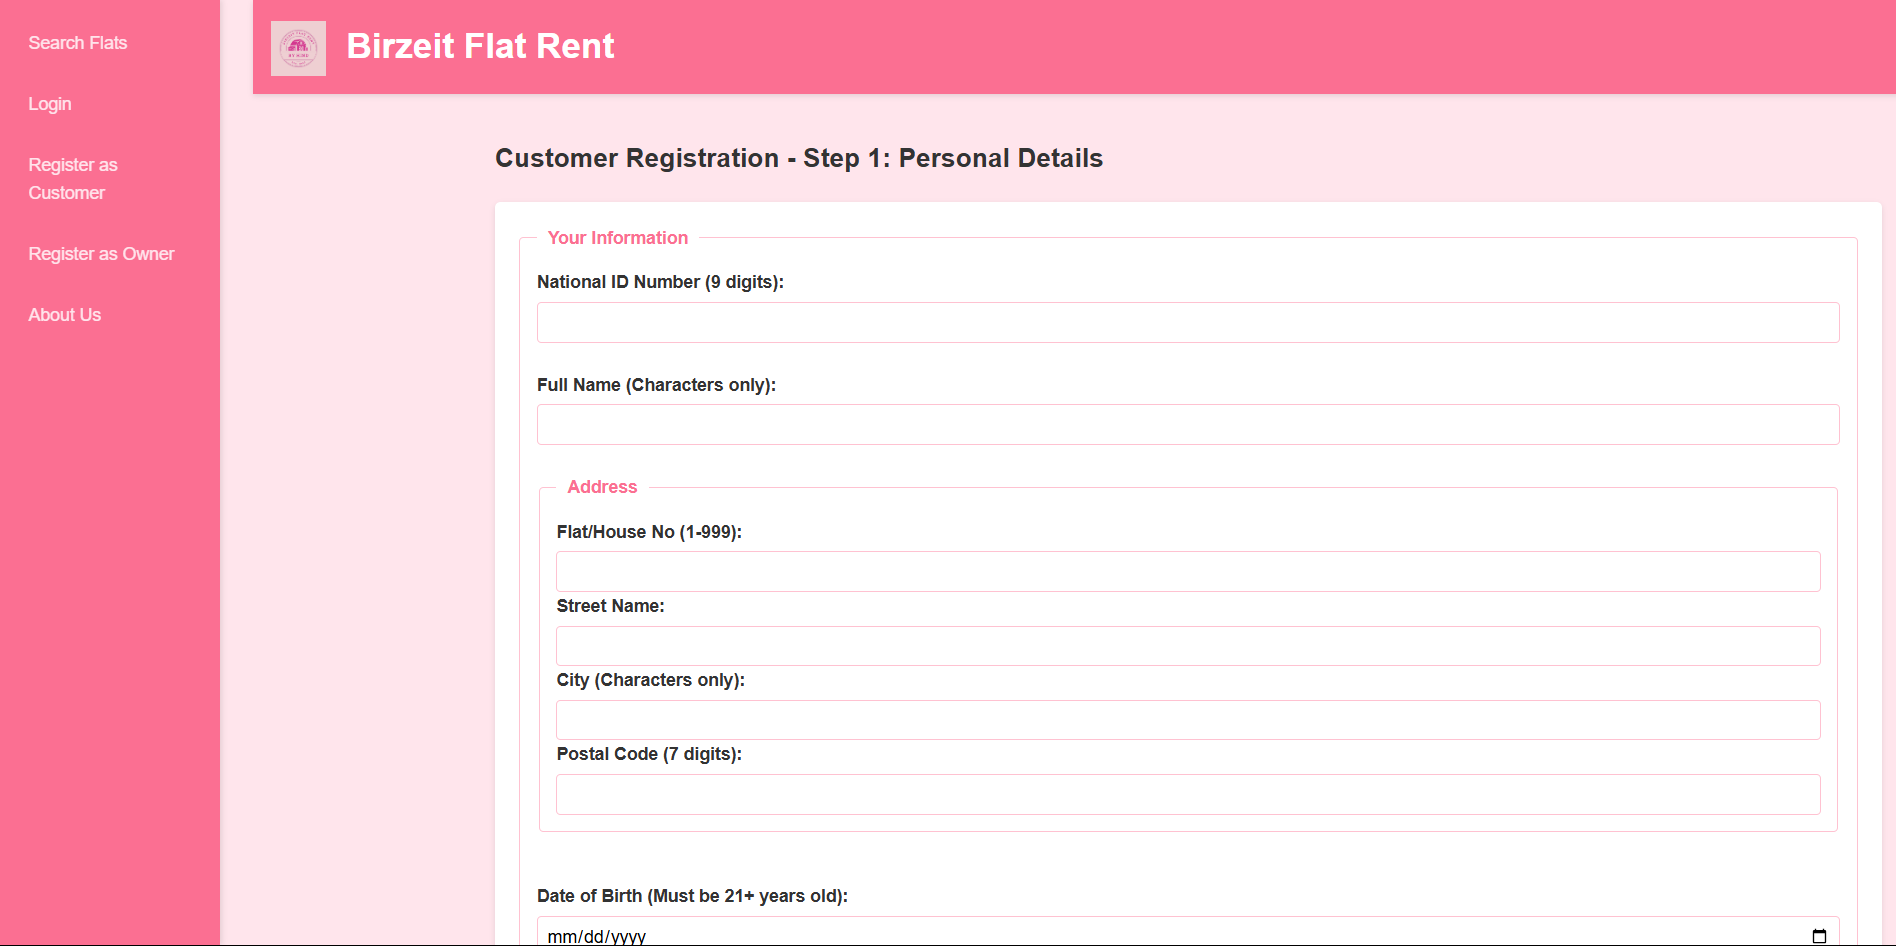 Search Flats
Login
Register as
Customer
Register as Owner
About Us
Birzeit Flat Rent
Customer Registration - Step 1: Personal Details
Your Information
National ID Number (9 digits):
Full Name (Characters only):
Address
Flat/House No (1-999):
Street Name:
City (Characters only):
Postal Code (7 digits):
Date of Birth (Must be 21+ years old):
mm/dd/yyyy